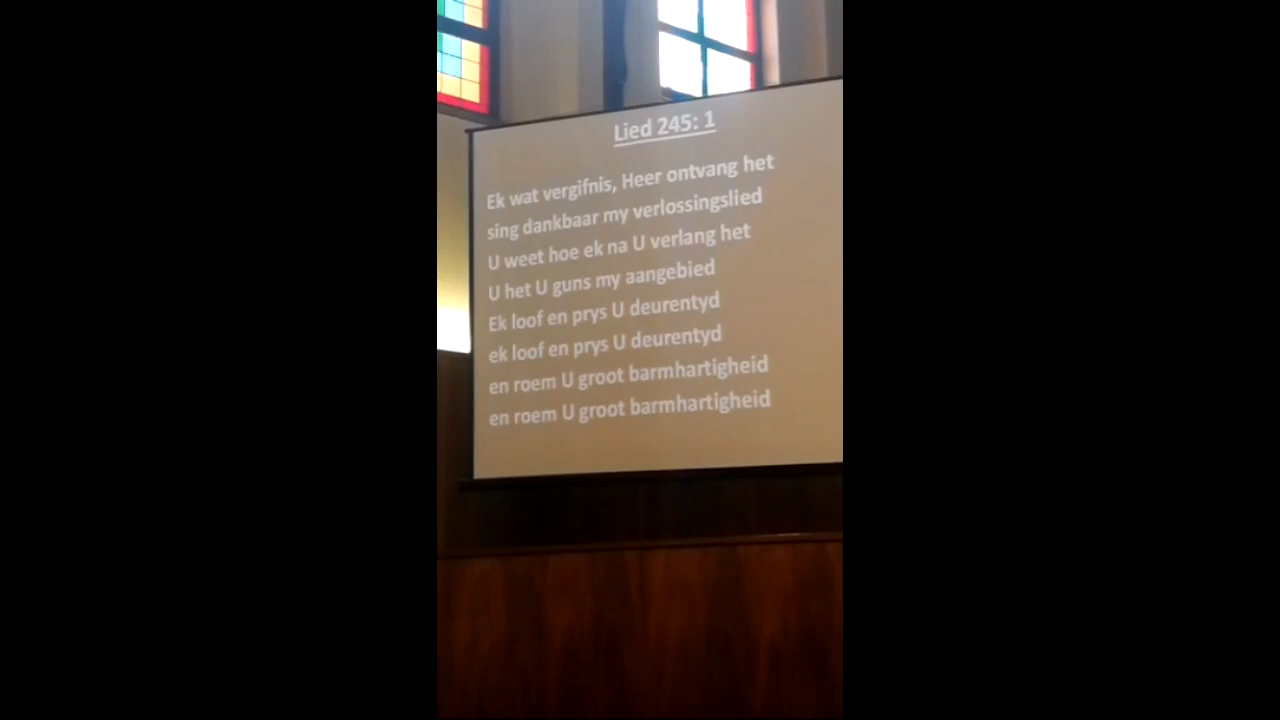 Lied 245: 1
Ek wat vergifnis, Heer ontvang het
sing dankbaar my verlossingslied
U weet hoe ek na U verlang het
U het U guns my aangebied
Ek loof en prys U deurentyd
ek loof en prys U deurentyd
en roem U groot barmhartigheid
en roem U groot barmhartigheid